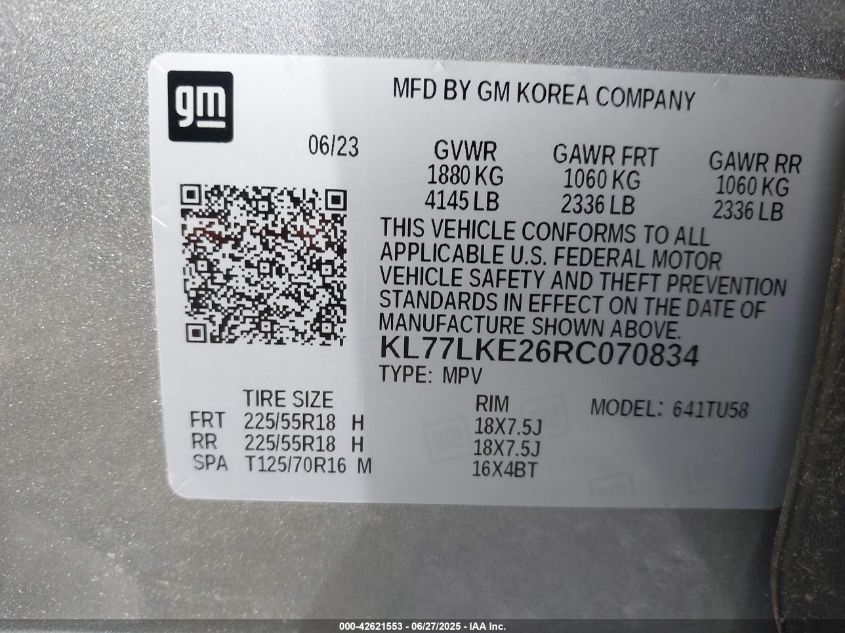 gm
MFD BY GM KOREA COMPANY
06/23
GVWR GAWR FRT GAWR RR
1880 KG 1060 KG 1060 KG
4145 LB 2336 LB 2336 LB
THIS VEHICLE CONFORMS TO ALL
APPLICABLE U.S. FEDERAL MOTOR
VEHICLE SAFETY AND THEFT PREVENTION
STANDARDS IN EFFECT ON THE DATE OF
MANUFACTURE SHOWN ABOVE.
KL77LKE26RC070834
TYPE: MPV
TIRE SIZE RIM MODEL: 641TU58
FRT 225/55R18 H 18X7.5J
RR 225/55R18 H 18X7.5J
SPA T125/70R16 M 16X4BT
000-42621553 — 06/27/2025 - IAA Inc.